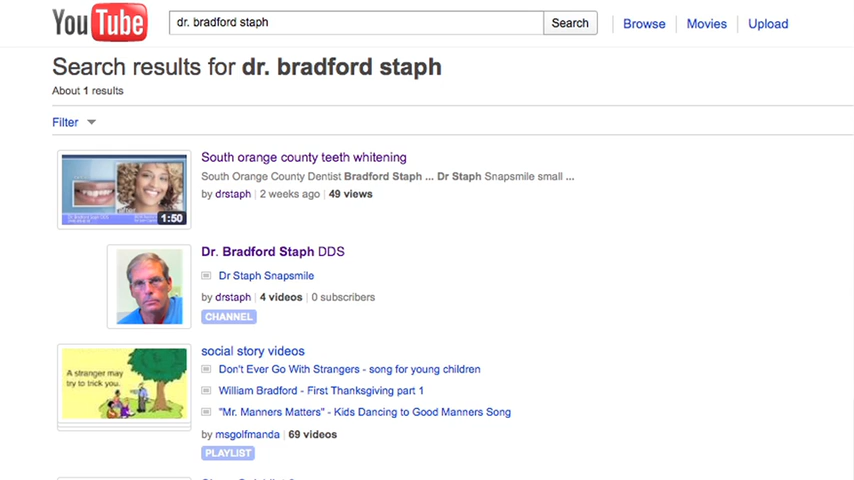 YouTube
dr. bradford staph
Search
Browse
Movies
Upload
Search results for dr. bradford staph
About 1 results
Filter
South orange county teeth whitening
South Orange County Dentist Bradford Staph ... Dr Staph Snapsmile small ...
by drstaph | 2 weeks ago | 49 views
1:50
Dr. Bradford Staph DDS
Dr Staph Snapsmile
by drstaph | 4 videos | 0 subscribers
CHANNEL
A stranger may
try to trick you.
social story videos
Don't Ever Go With Strangers - song for young children
William Bradford - First Thanksgiving part 1
"Mr. Manners Matters" - Kids Dancing to Good Manners Song
by msgolfmanda | 69 videos
PLAYLIST